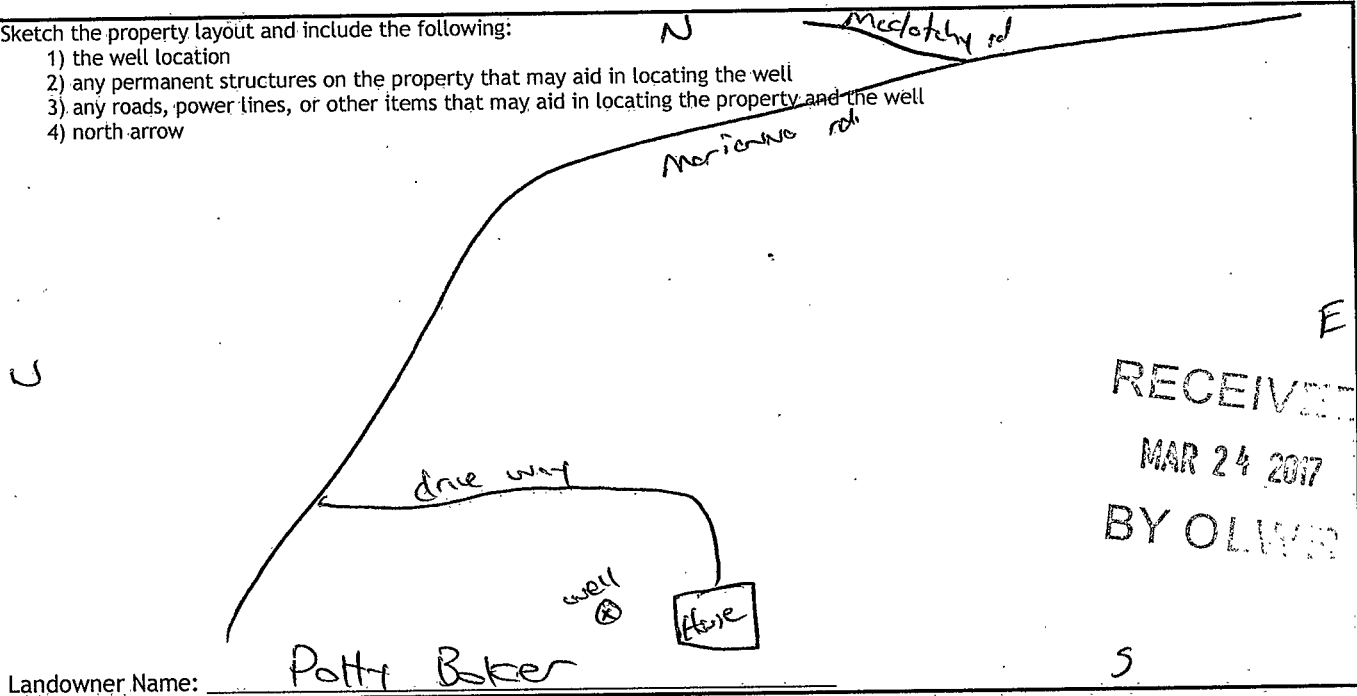 Sketch the property layout and include the following:
N
Meclotchy rd
1) the well location
2) any permanent structures on the property that may aid in locating the well
3) any roads, power lines, or other items that may aid in locating the property and the well
4) north arrow
Marianna rd.
E
RECEIVED
MAR 24 2017
BY OLWR
drive way
well
House
S
Landowner Name: Patty Baker